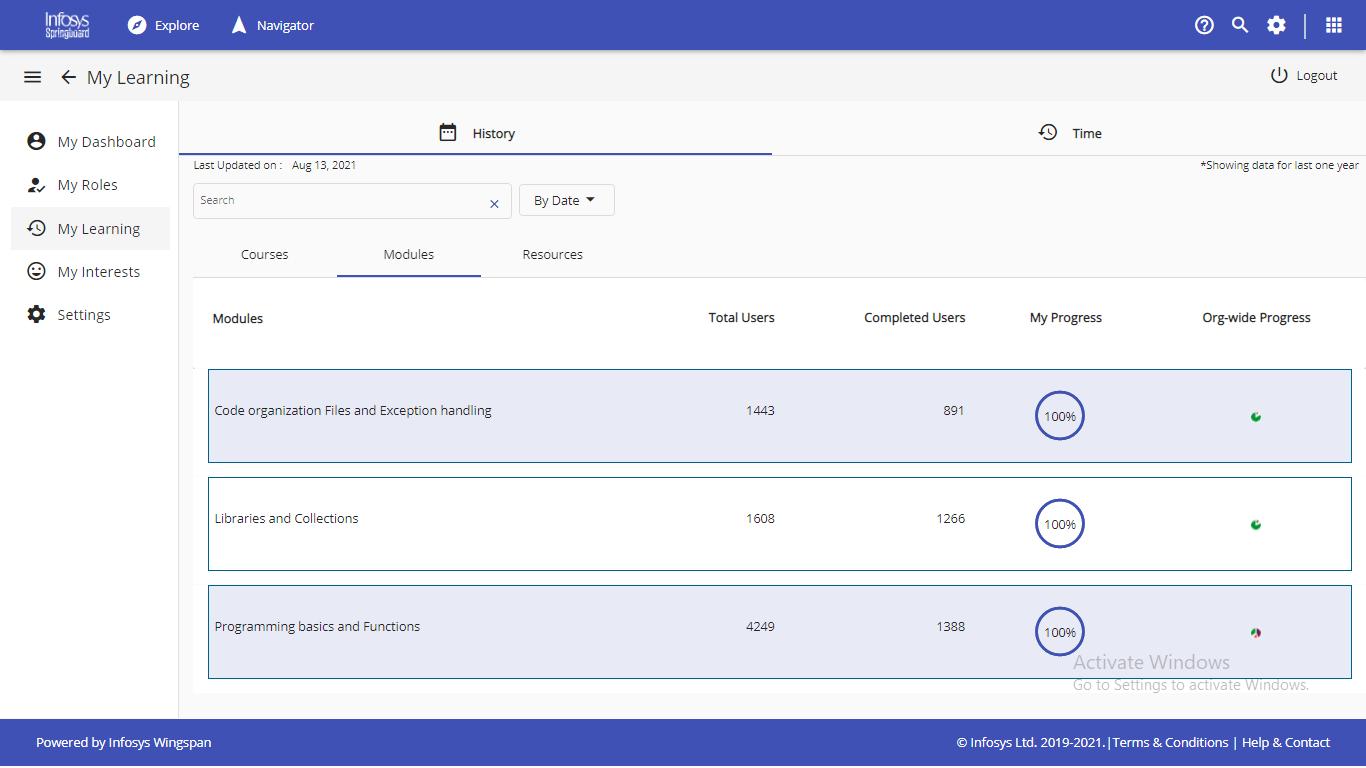 Infosys
Springboard
Explore
Navigator
My Learning
Logout
My Dashboard
My Roles
My Learning
My Interests
Settings
History
Time
Last Updated on : Aug 13, 2021
*Showing data for last one year
Search
By Date
Courses
Modules
Resources
Modules
Total Users
Completed Users
My Progress
Org-wide Progress
Code organization Files and Exception handling
1443
891
100%
Libraries and Collections
1608
1266
100%
Programming basics and Functions
4249
1388
100%
Activate Windows
Go to Settings to activate Windows.
Powered by Infosys Wingspan
© Infosys Ltd. 2019-2021.|Terms & Conditions | Help & Contact